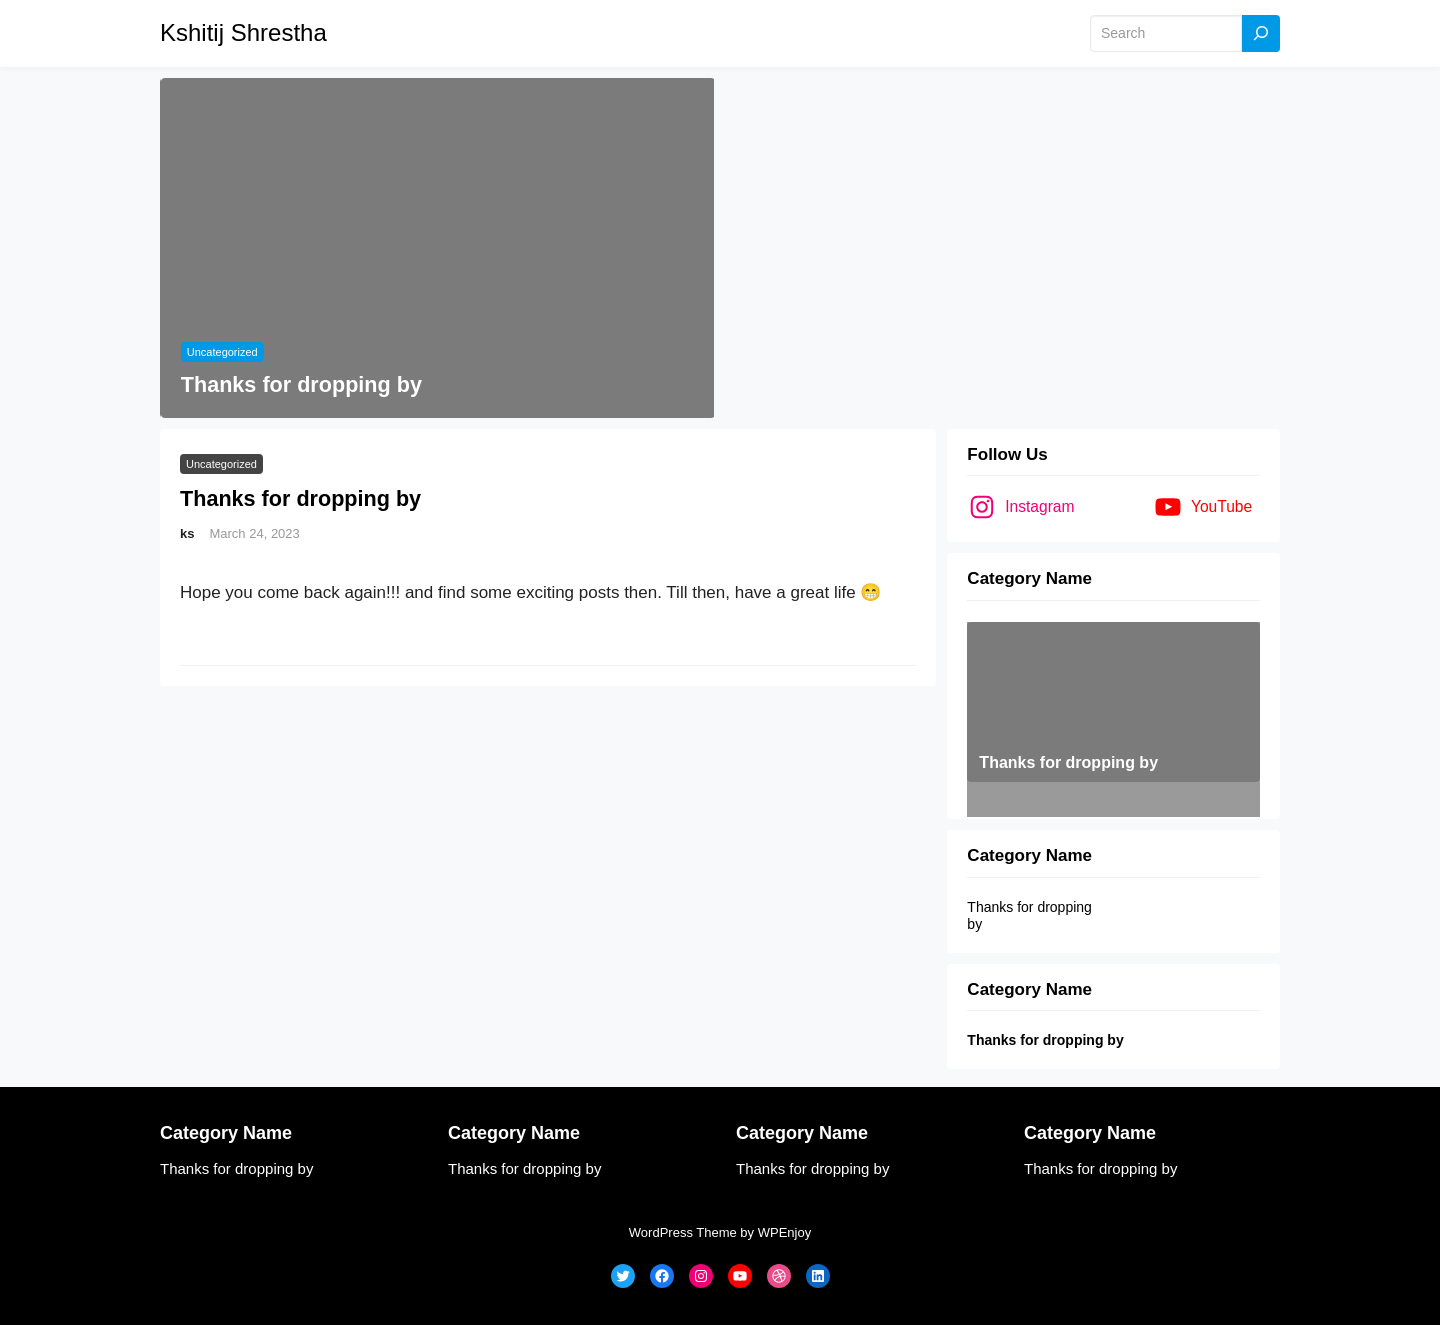 Kshitij Shrestha
Search
Uncategorized
Thanks for dropping by
Uncategorized
Thanks for dropping by
ks March 24, 2023
Hope you come back again!!! and find some exciting posts then. Till then, have a great life 😁
Follow Us
Instagram YouTube
Category Name
Thanks for dropping by
Category Name
Thanks for dropping
by
Category Name
Thanks for dropping by
Category Name
Thanks for dropping by
Category Name
Thanks for dropping by
Category Name
Thanks for dropping by
Category Name
Thanks for dropping by
WordPress Theme by WPEnjoy